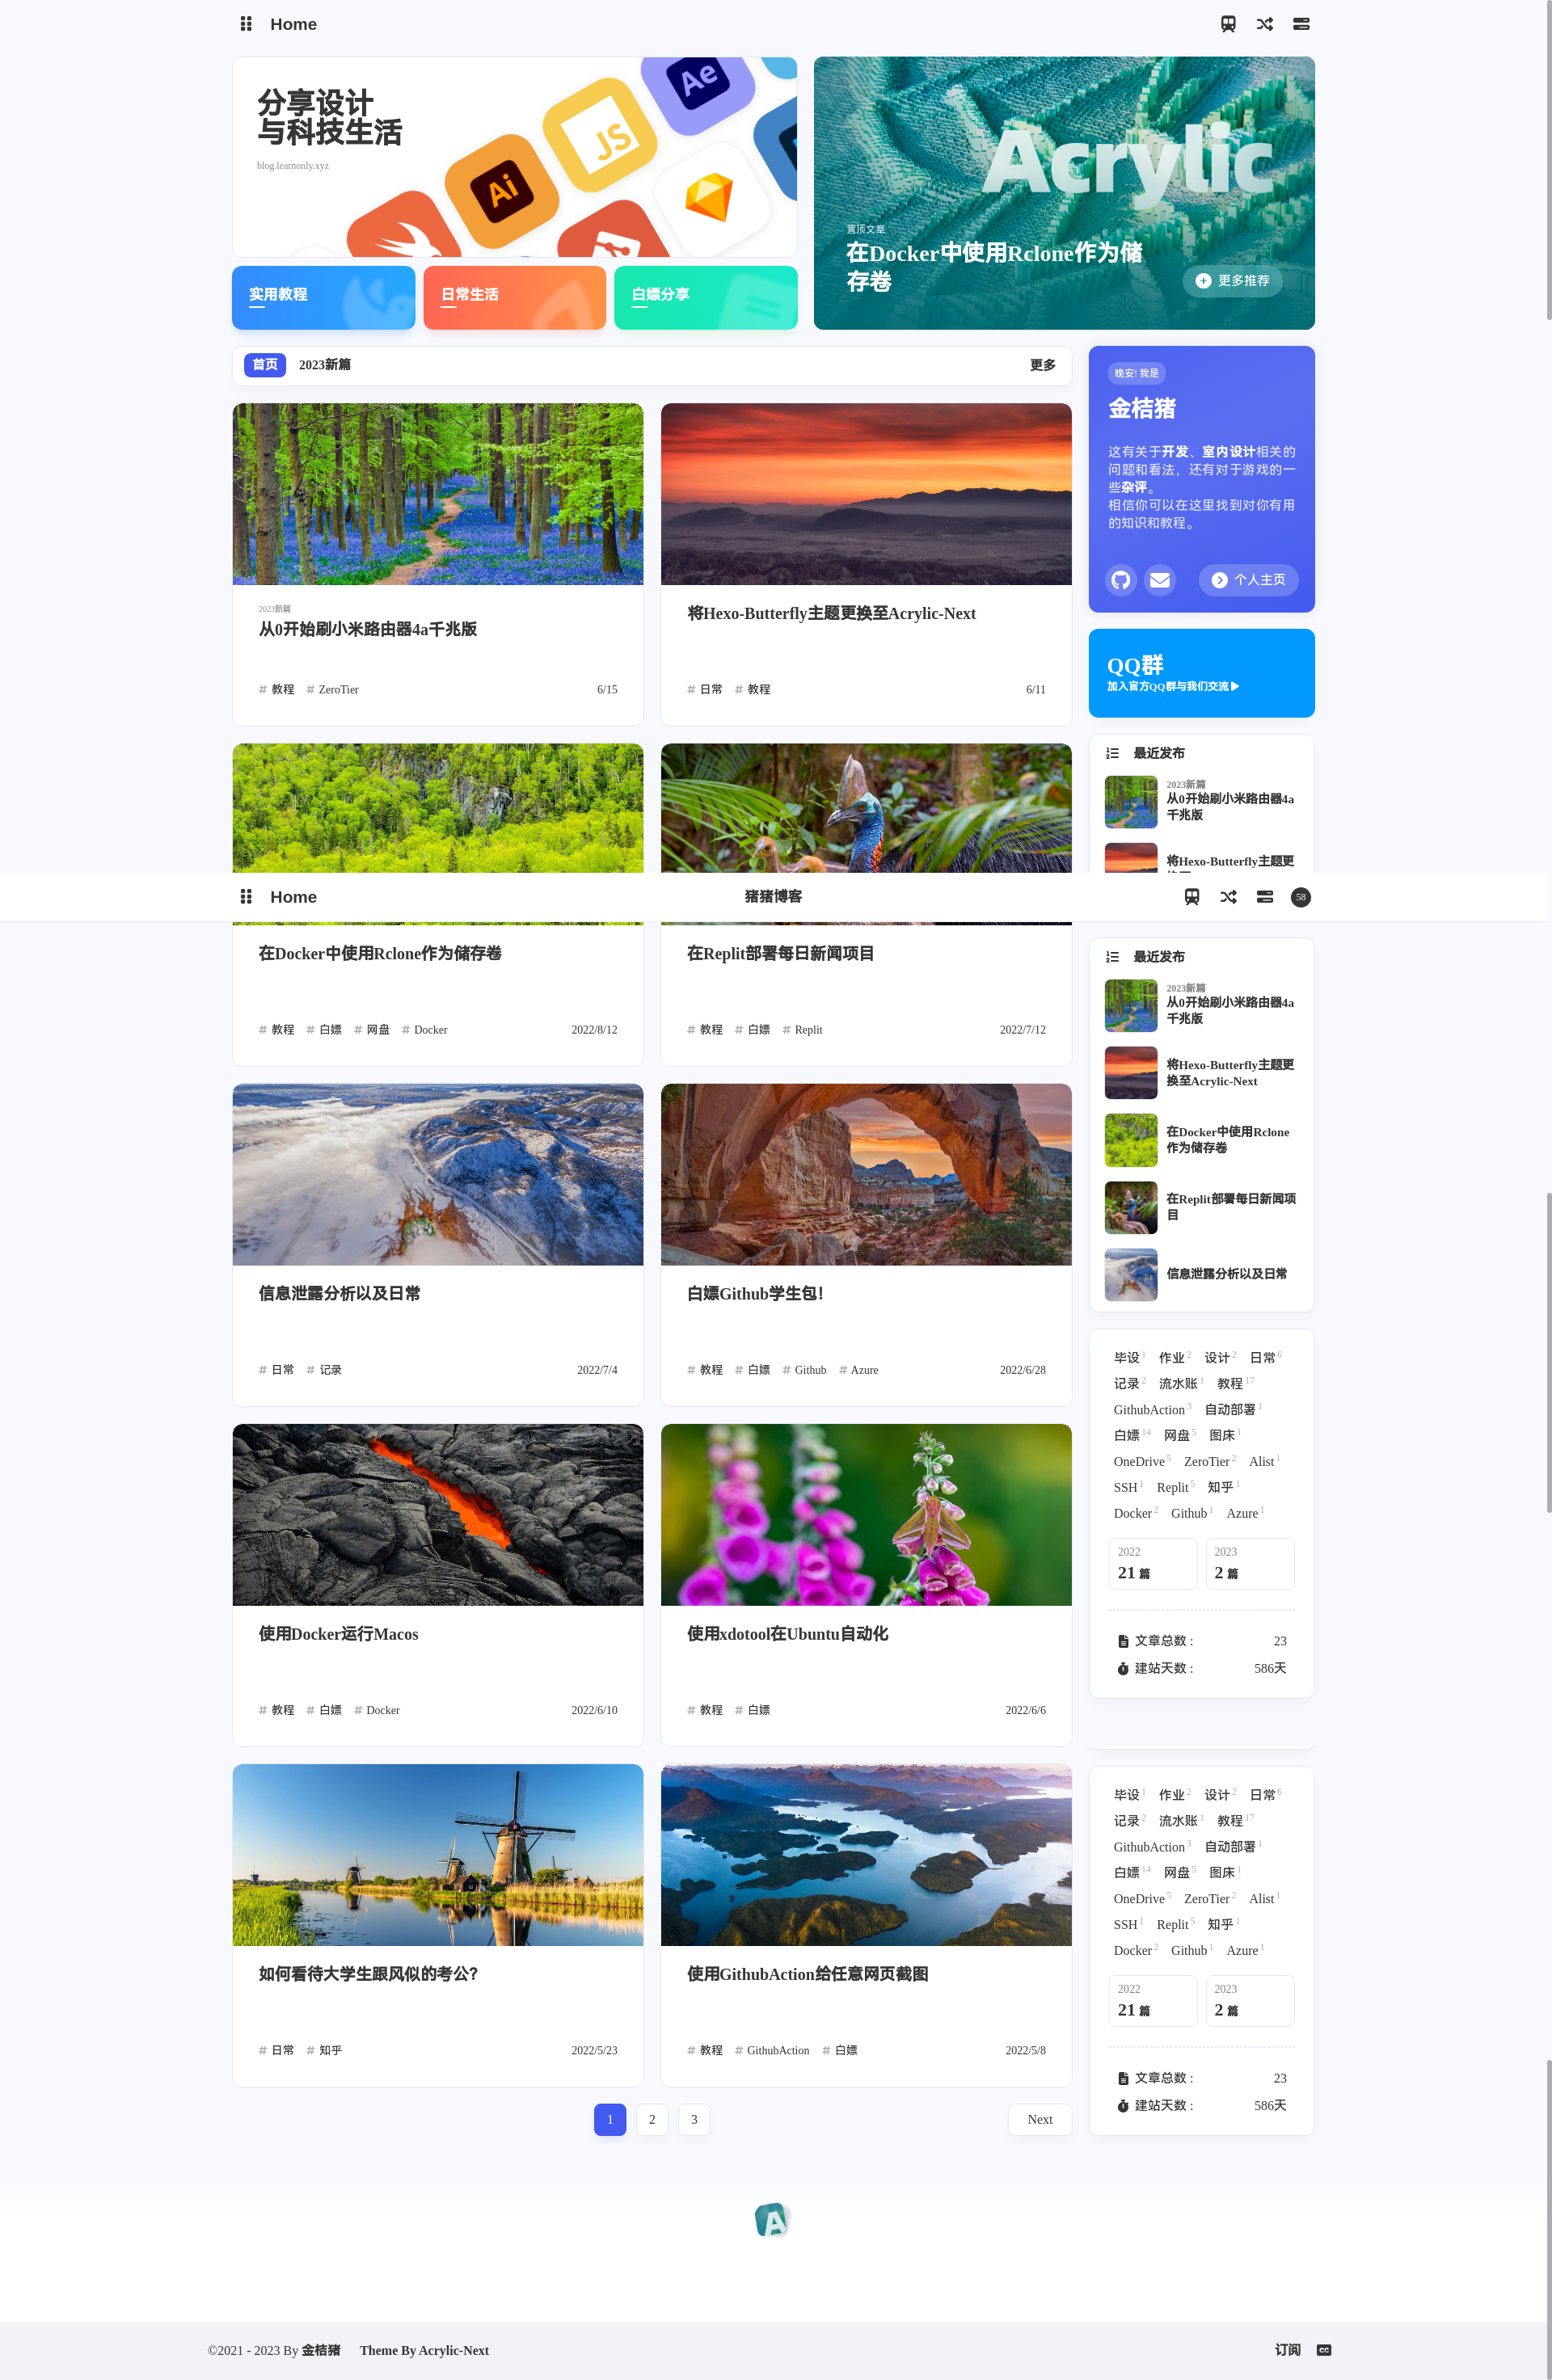 Home
分享设计
与科技生活
blog.learnonly.xyz
Ae
JS
Ai
实用教程
日常生活
白嫖分享
Acrylic
置顶文章
在Docker中使用Rclone作为储
存卷
更多推荐
首页 2023新篇 更多
2023新篇
从0开始刷小米路由器4a千兆版
# 教程 # ZeroTier 6/15
将Hexo-Butterfly主题更换至Acrylic-Next
# 日常 # 教程 6/11
晚安! 我是
金桔猪
这有关于开发、室内设计相关的
问题和看法，还有对于游戏的一
些杂评。
相信你可以在这里找到对你有用
的知识和教程。
个人主页
QQ群
加入官方QQ群与我们交流
最近发布
2023新篇
从0开始刷小米路由器4a
千兆版
将Hexo-Butterfly主题更
Home 猪猪博客 58
在Docker中使用Rclone作为储存卷
# 教程 # 白嫖 # 网盘 # Docker 2022/8/12
在Replit部署每日新闻项目
# 教程 # 白嫖 # Replit 2022/7/12
信息泄露分析以及日常
# 日常 # 记录 2022/7/4
白嫖Github学生包！
# 教程 # 白嫖 # Github # Azure 2022/6/28
使用Docker运行Macos
# 教程 # 白嫖 # Docker 2022/6/10
使用xdotool在Ubuntu自动化
# 教程 # 白嫖 2022/6/6
如何看待大学生跟风似的考公？
# 日常 # 知乎 2022/5/23
使用GithubAction给任意网页截图
# 教程 # GithubAction # 白嫖 2022/5/8
最近发布
2023新篇
从0开始刷小米路由器4a
千兆版
将Hexo-Butterfly主题更
换至Acrylic-Next
在Docker中使用Rclone
作为储存卷
在Replit部署每日新闻项
目
信息泄露分析以及日常
毕设 1 作业 2 设计 2 日常 6
记录 2 流水账 1 教程 17
GithubAction 3 自动部署 1
白嫖 14 网盘 5 图床 1
OneDrive 5 ZeroTier 2 Alist 1
SSH 1 Replit 5 知乎 1
Docker 2 Github 1 Azure 1
2022 2023
21 篇 2 篇
文章总数 : 23
建站天数 : 586天
毕设 1 作业 2 设计 2 日常 6
记录 2 流水账 1 教程 17
GithubAction 3 自动部署 1
白嫖 14 网盘 5 图床 1
OneDrive 5 ZeroTier 2 Alist 1
SSH 1 Replit 5 知乎 1
Docker 2 Github 1 Azure 1
2022 2023
21 篇 2 篇
文章总数 : 23
建站天数 : 586天
1 2 3 Next
A
©2021 - 2023 By 金桔猪 Theme By Acrylic-Next 订阅 CC